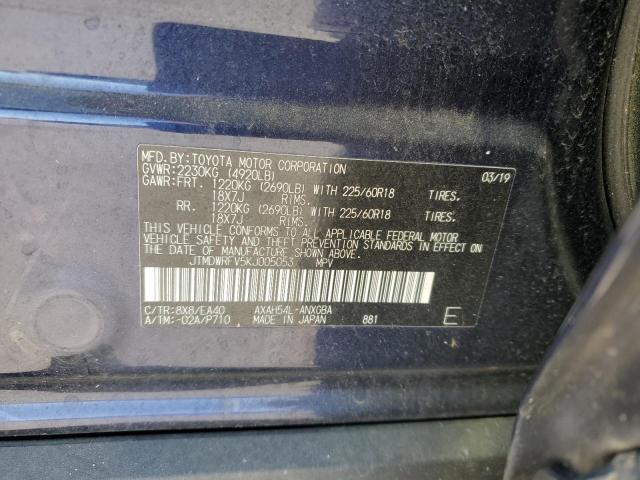 MFD.BY:TOYOTA MOTOR CORPORATION 03/19
GVWR:2230KG (4920LB)
GAWR:FRT. 1220KG (2690LB) WITH 225/60R18 TIRES.
18X7J RIMS.
RR. 1220KG (2690LB) WITH 225/60R18 TIRES.
18X7J RIMS.
THIS VEHICLE CONFORMS TO ALL APPLICABLE FEDERAL MOTOR
VEHICLE SAFETY AND THEFT PREVENTION STANDARDS IN EFFECT
ON THE DATE OF MANUFACTURE SHOWN ABOVE.
JTMDWRFV5KJ005053 MPV
C/TR:8X8/EA40 AXAH54L-ANXGBA
A/TM:-02A/P710 MADE IN JAPAN 881 E